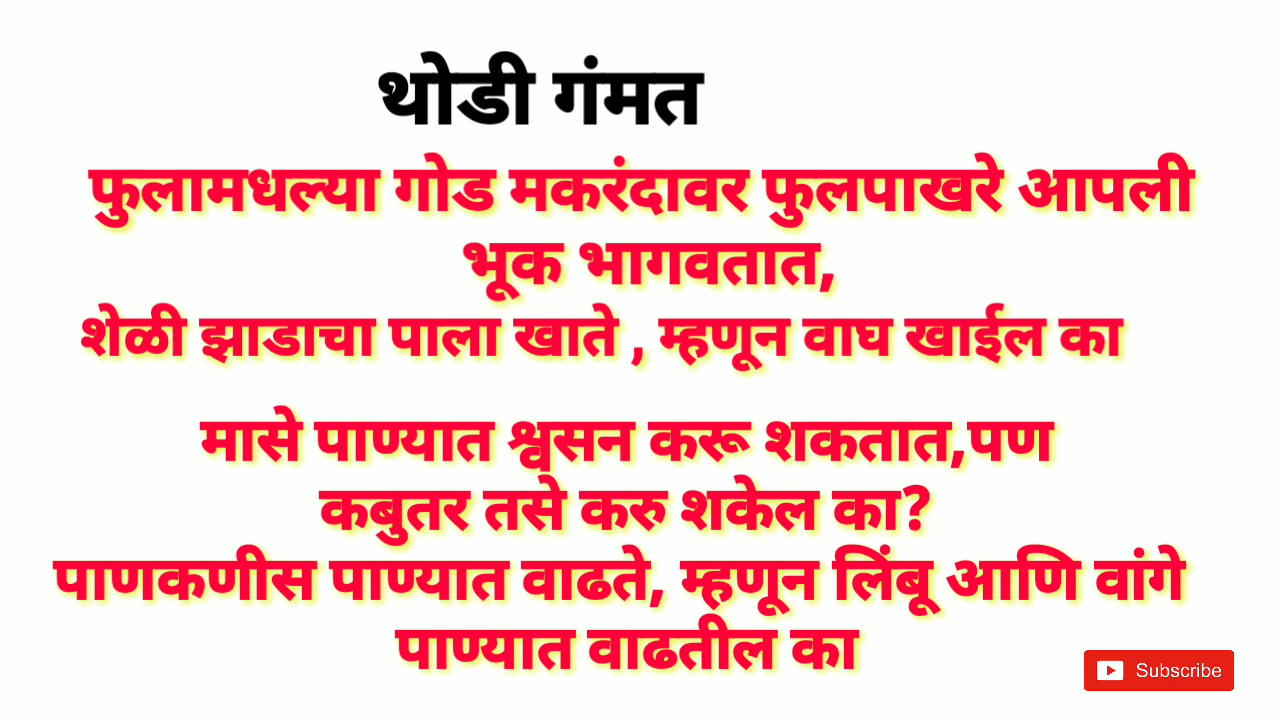 थोडी गंमत
फुलामधल्या गोड मकरंदावर फुलपाखरे आपली
भूक भागवतात,
शेळी झाडाचा पाला खाते , म्हणून वाघ खाईल का
मासे पाण्यात श्वसन करू शकतात,पण
कबुतर तसे करु शकेल का?
पाणकणीस पाण्यात वाढते, म्हणून लिंबू आणि वांगे
पाण्यात वाढतील का
Subscribe